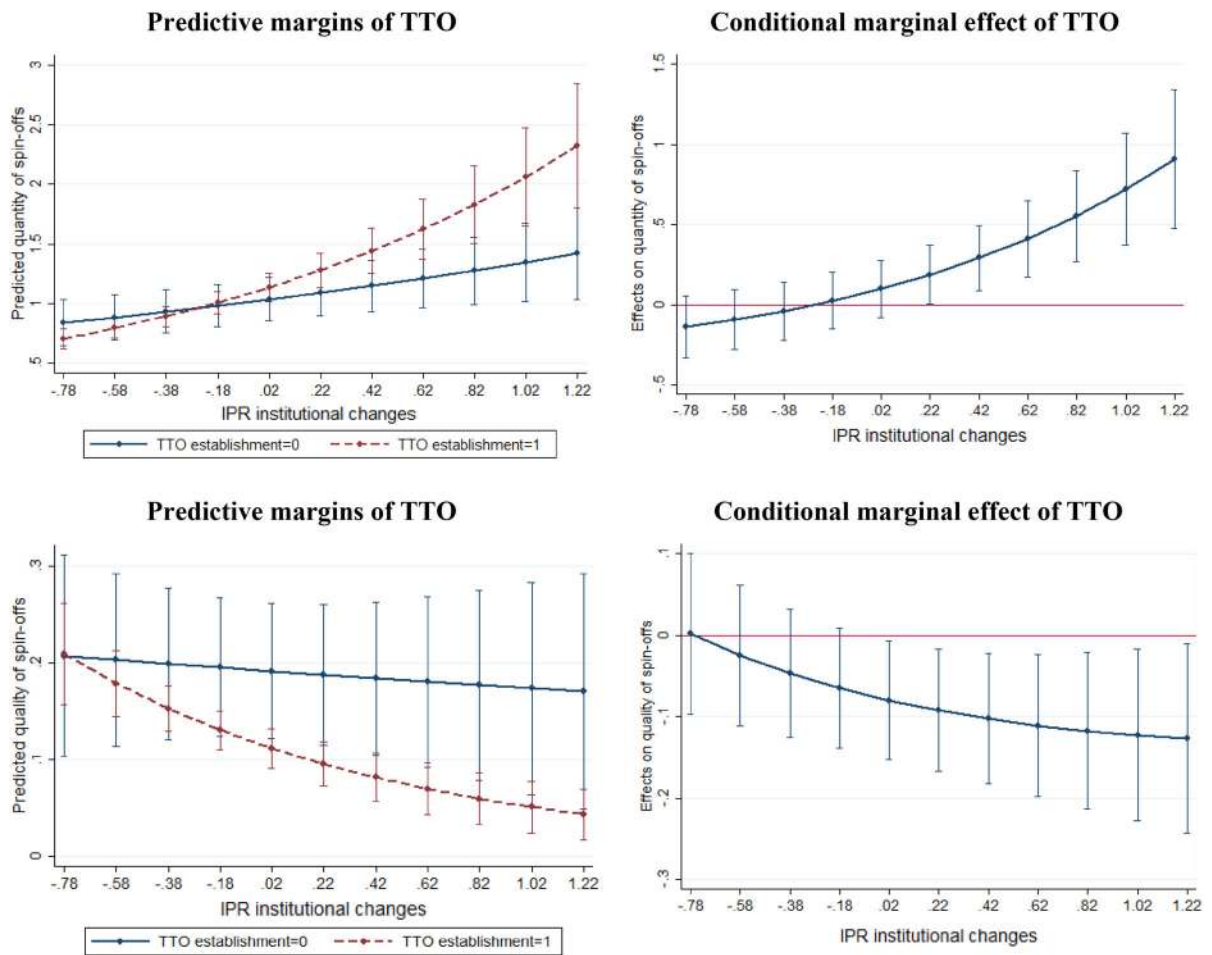 Predictive margins of TTO
Predicted quantity of spin-offs
3
2.5
2
1.5
1
.5
-.78 -.58 -.38 -.18 .02 .22 .42 .62 .82 1.02 1.22
IPR institutional changes
TTO establishment=0 TTO establishment=1
Conditional marginal effect of TTO
Effects on quantity of spin-offs
1.5
1
.5
0
-.5
-.78 -.58 -.38 -.18 .02 .22 .42 .62 .82 1.02 1.22
IPR institutional changes
Predictive margins of TTO
Predicted quality of spin-offs
.3
.2
.1
0
-.78 -.58 -.38 -.18 .02 .22 .42 .62 .82 1.02 1.22
IPR institutional changes
TTO establishment=0 TTO establishment=1
Conditional marginal effect of TTO
Effects on quality of spin-offs
.1
0
-.1
-.2
-.3
-.78 -.58 -.38 -.18 .02 .22 .42 .62 .82 1.02 1.22
IPR institutional changes